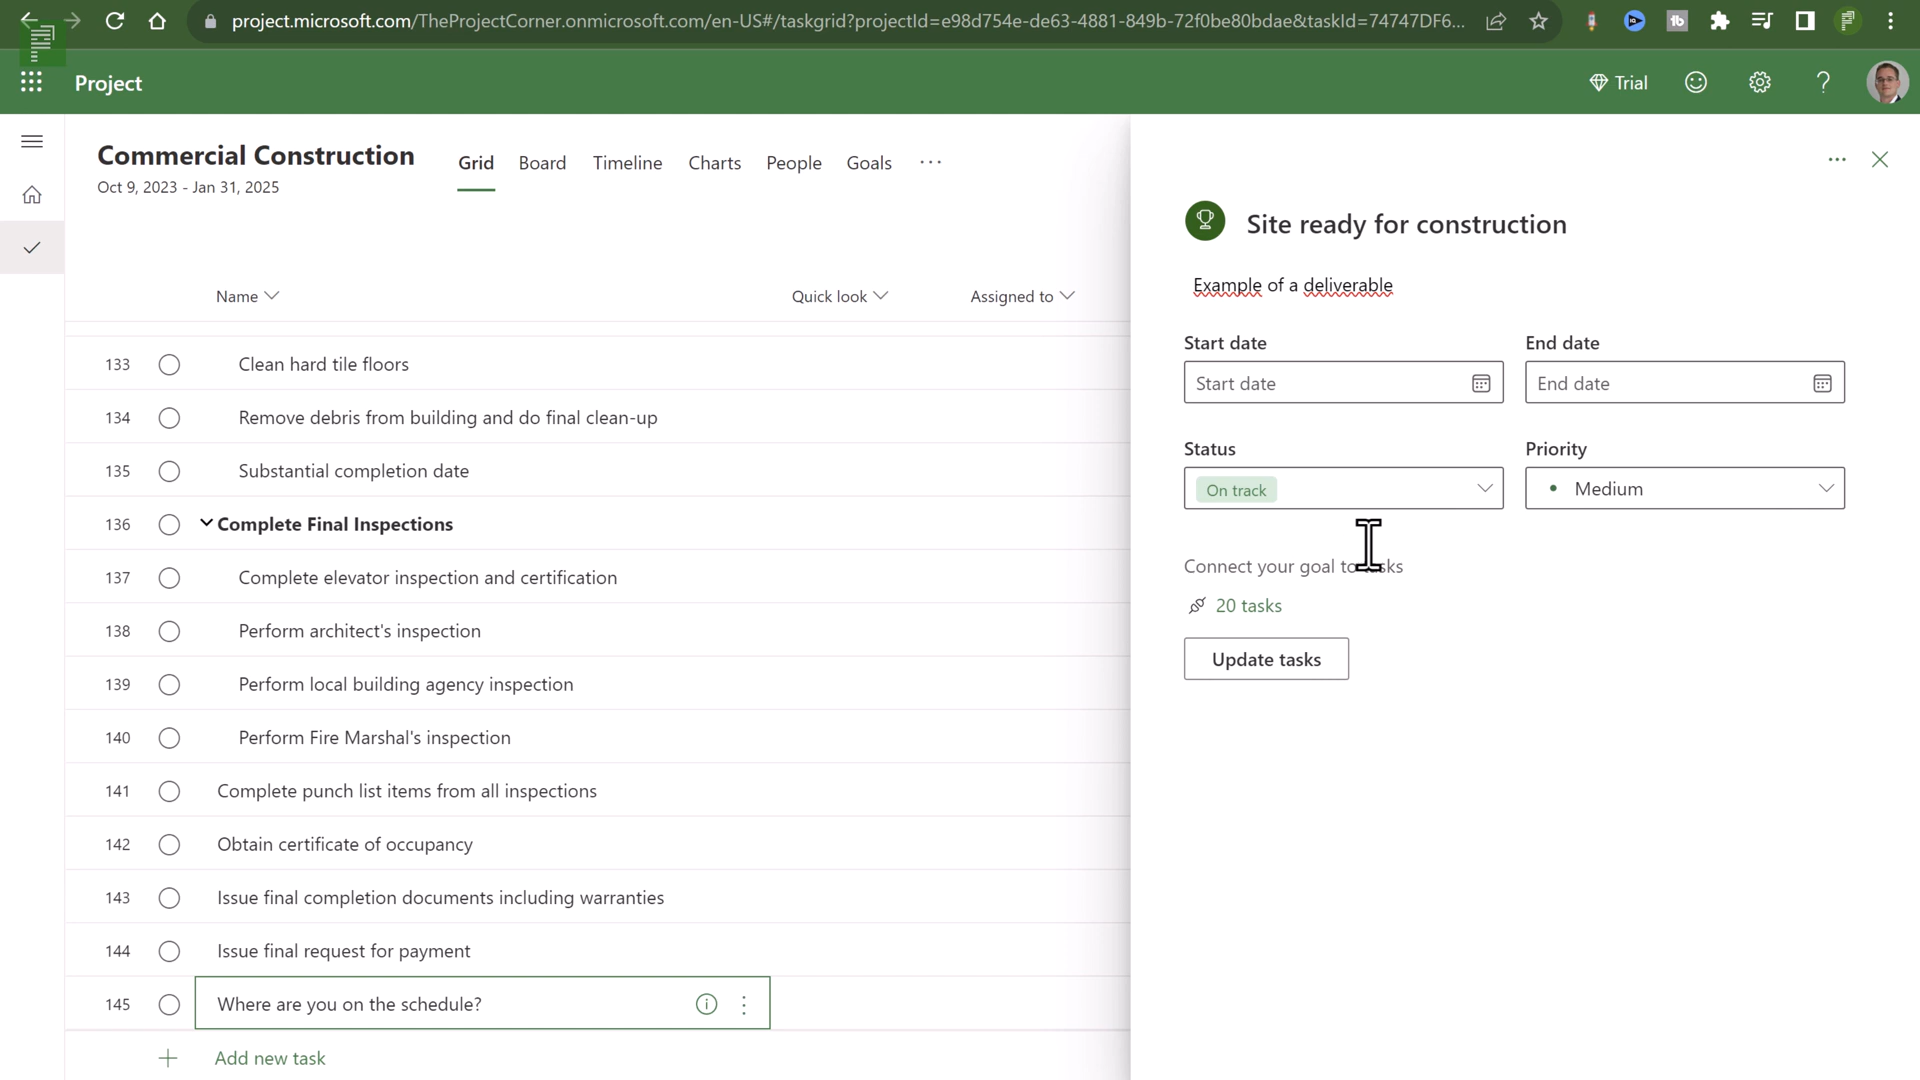 project.microsoft.com/TheProjectCorner.onmicrosoft.com/en-US#/taskgrid?projectId=e98d754e-de63-4881-849b-72f0be80bdae&taskId=74747DF6...
Project
Trial
Commercial Construction
Oct 9, 2023 - Jan 31, 2025
Grid Board Timeline Charts People Goals ...
Name Quick look Assigned to
133 Clean hard tile floors
134 Remove debris from building and do final clean-up
135 Substantial completion date
136 Complete Final Inspections
137 Complete elevator inspection and certification
138 Perform architect's inspection
139 Perform local building agency inspection
140 Perform Fire Marshal's inspection
141 Complete punch list items from all inspections
142 Obtain certificate of occupancy
143 Issue final completion documents including warranties
144 Issue final request for payment
145 Where are you on the schedule?
Add new task
Site ready for construction
Example of a deliverable
Start date End date
Start date End date
Status Priority
On track Medium
Connect your goal to tasks
20 tasks
Update tasks